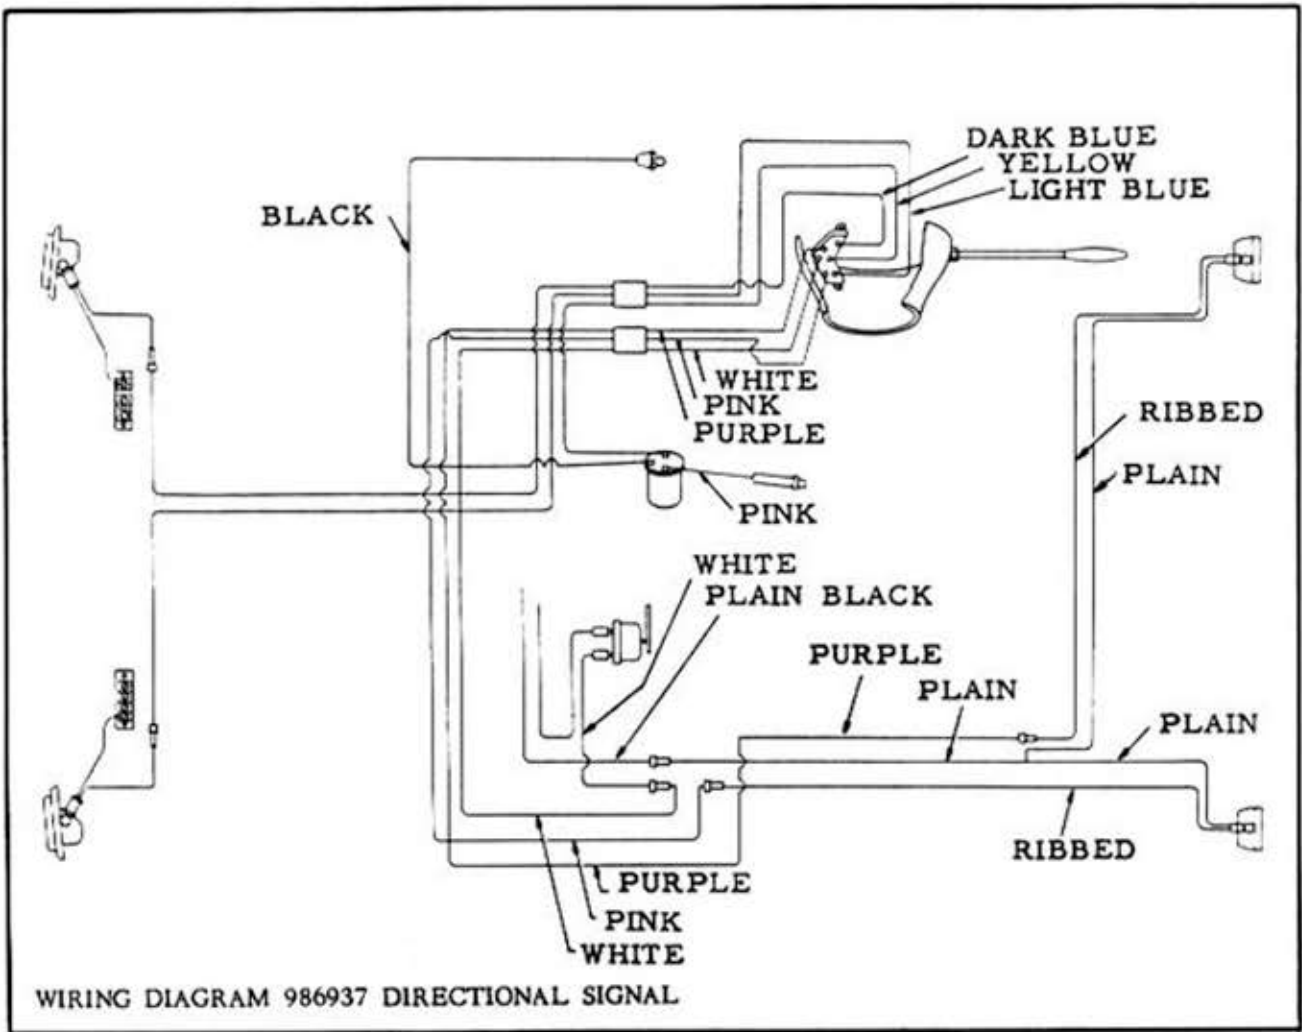 DARK BLUE
YELLOW
LIGHT BLUE
BLACK
WHITE
PINK
PURPLE
RIBBED
PLAIN
PINK
WHITE
PLAIN BLACK
PURPLE
PLAIN
PLAIN
RIBBED
PURPLE
PINK
WHITE
WIRING DIAGRAM 986937 DIRECTIONAL SIGNAL